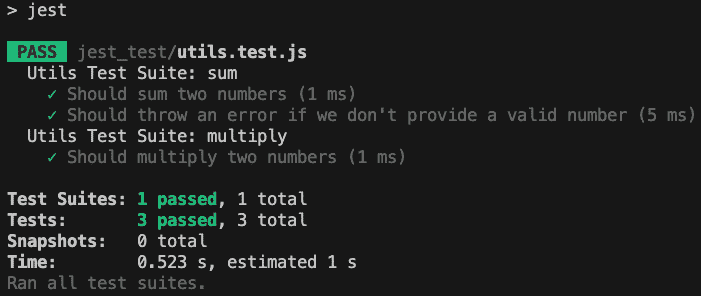 > jest
PASS jest_test/utils.test.js
Utils Test Suite: sum
✓ Should sum two numbers (1 ms)
✓ Should throw an error if we don't provide a valid number (5 ms)
Utils Test Suite: multiply
✓ Should multiply two numbers (1 ms)
Test Suites: 1 passed, 1 total
Tests: 3 passed, 3 total
Snapshots: 0 total
Time: 0.523 s, estimated 1 s
Ran all test suites.